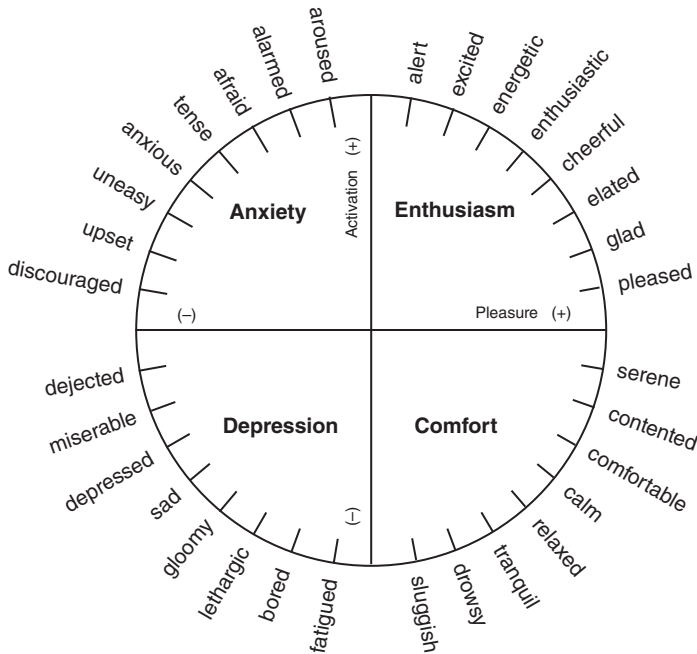 aroused
alarmed
afraid
tense
anxious
uneasy
upset
discouraged
alert
excited
energetic
enthusiastic
cheerful
elated
glad
pleased
Activation (+)
Anxiety
Enthusiasm
(–)
Pleasure (+)
dejected
miserable
depressed
sad
gloomy
lethargic
bored
fatigued
Depression
Comfort
(–)
serene
contented
comfortable
calm
relaxed
tranquil
drowsy
sluggish